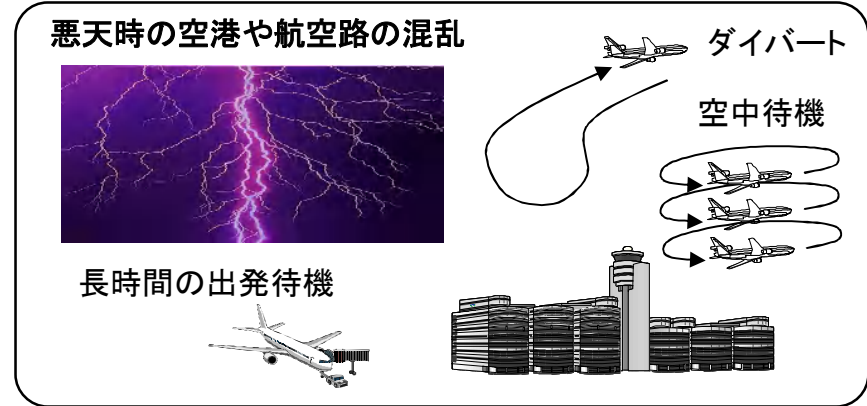 悪天時の空港や航空路の混乱
ダイバート
空中待機
長時間の出発待機